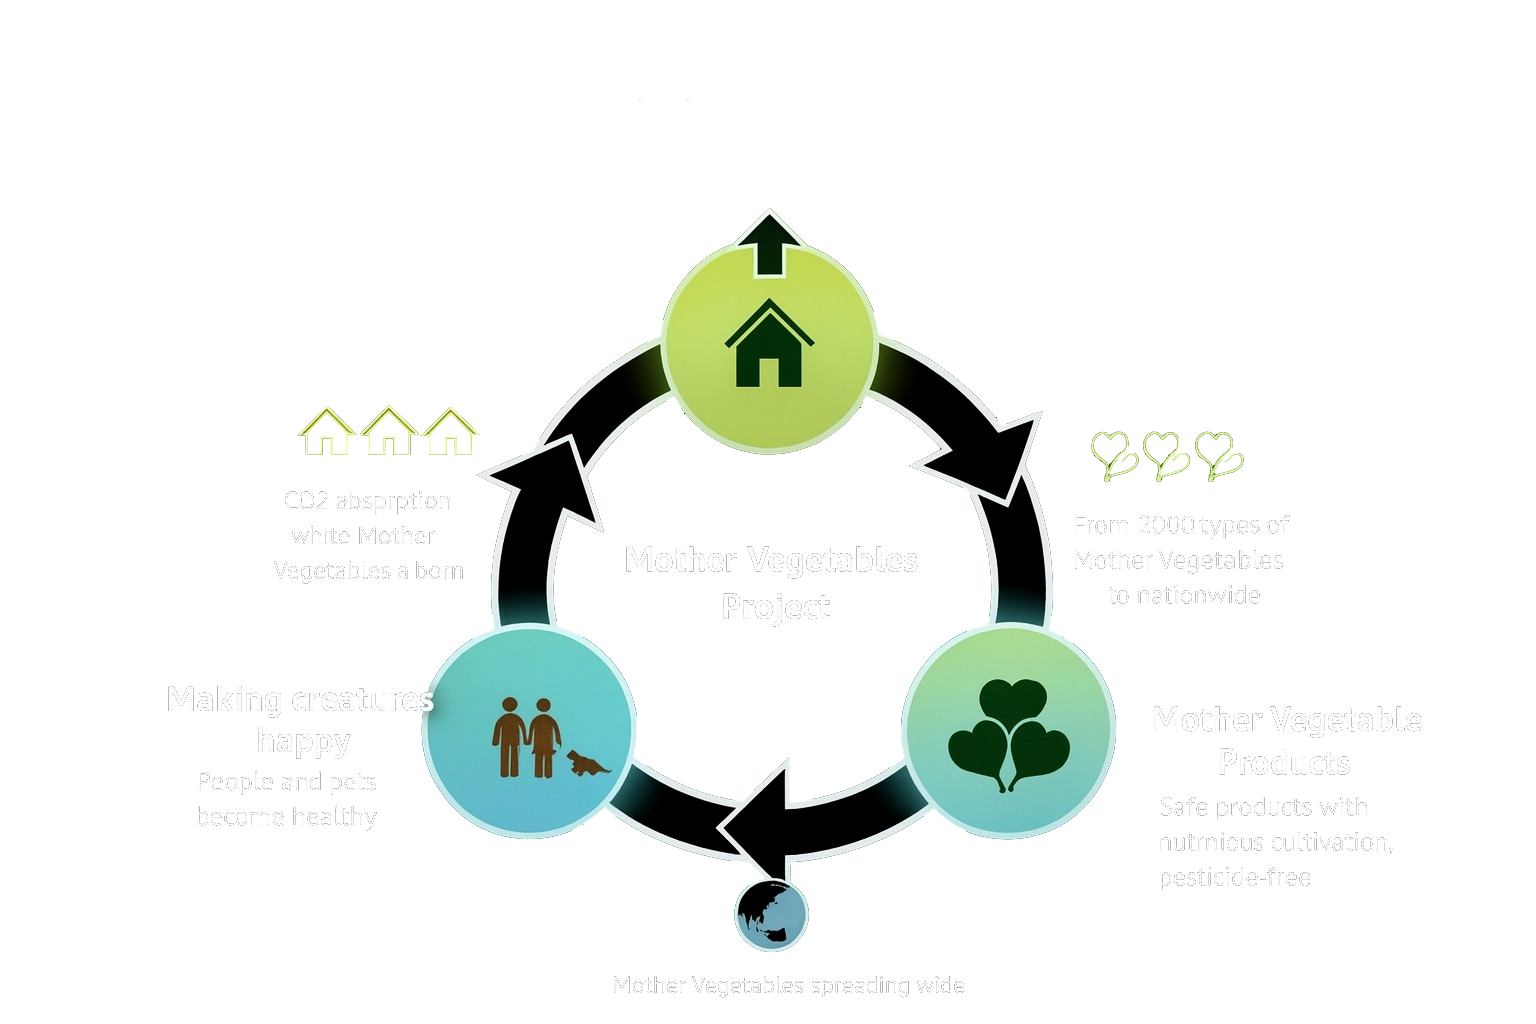 CO2 absprption
white Mother
Vegetables a born
From 2000 types of
Mother Vegetables
to nationwide
Mother Vegetables
Project
Making creatures
happy
People and pets
become healthy
Mother Vegetable
Products
Safe products with
nutrnious cultivation,
pesticide-free
Mother Vegetables spreading wide